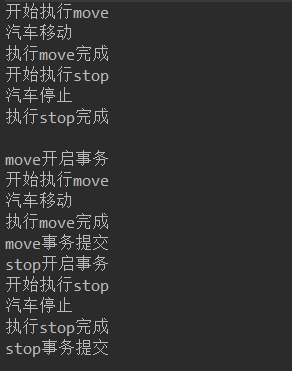 开始执行move
汽车移动
执行move完成
开始执行stop
汽车停止
执行stop完成
move开启事务
开始执行move
汽车移动
执行move完成
move事务提交
stop开启事务
开始执行stop
汽车停止
执行stop完成
stop事务提交